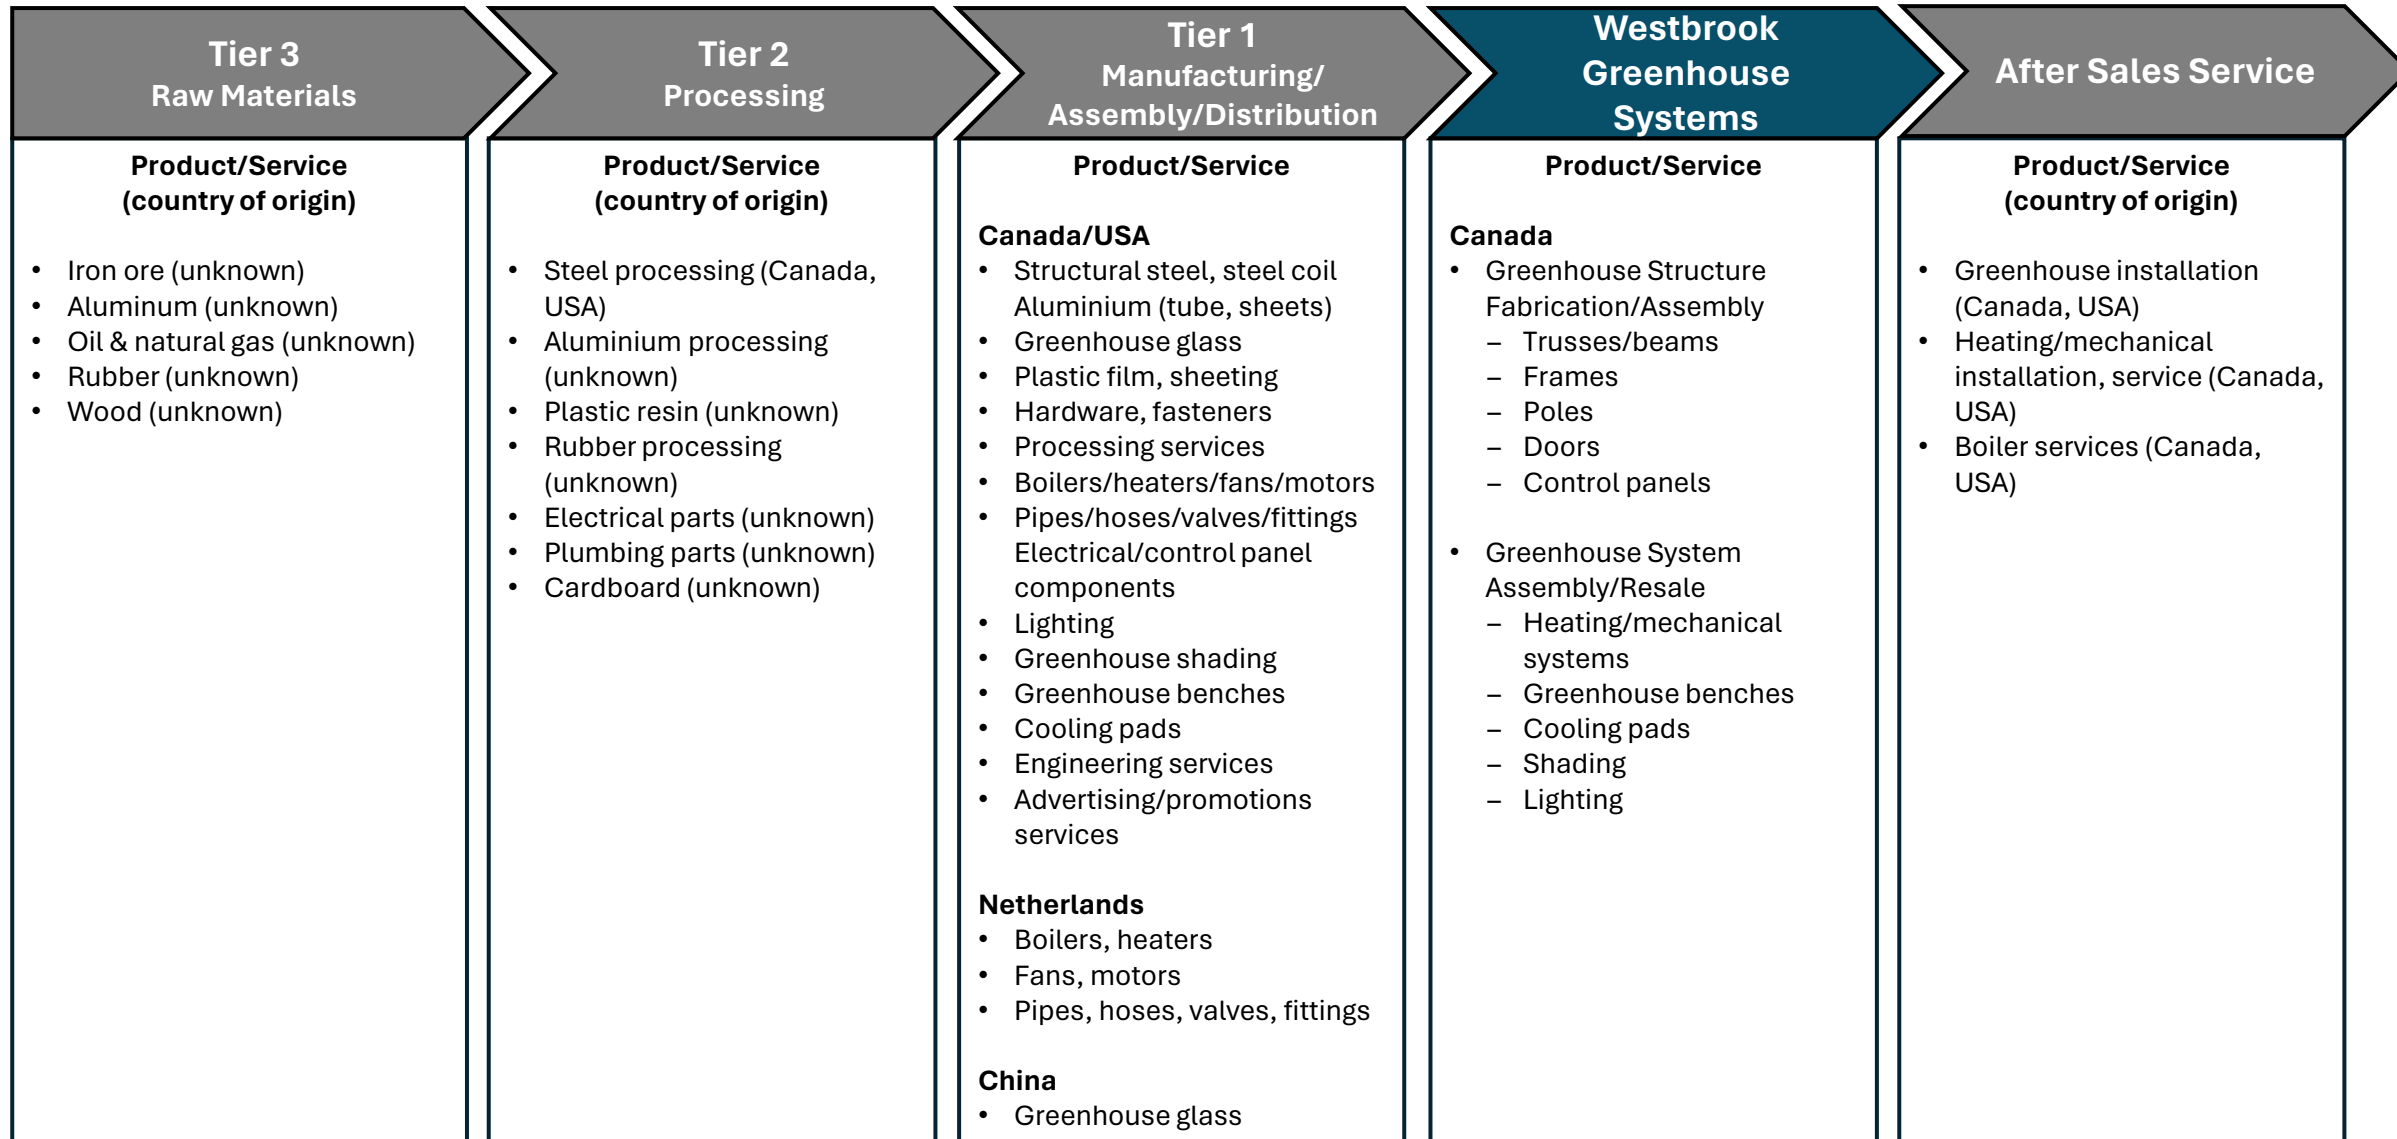 Tier 3
Raw Materials
Product/Service
(country of origin)
• Iron ore (unknown)
• Aluminum (unknown)
• Oil & natural gas (unknown)
• Rubber (unknown)
• Wood (unknown)
Tier 2
Processing
Product/Service
(country of origin)
• Steel processing (Canada,
USA)
• Aluminium processing
(unknown)
• Plastic resin (unknown)
• Rubber processing
(unknown)
• Electrical parts (unknown)
• Plumbing parts (unknown)
• Cardboard (unknown)
Tier 1
Manufacturing/
Assembly/Distribution
Product/Service
Canada/USA
• Structural steel, steel coil
Aluminium (tube, sheets)
• Greenhouse glass
• Plastic film, sheeting
• Hardware, fasteners
• Processing services
• Boilers/heaters/fans/motors
• Pipes/hoses/valves/fittings
Electrical/control panel
components
• Lighting
• Greenhouse shading
• Greenhouse benches
• Cooling pads
• Engineering services
• Advertising/promotions
services
Netherlands
• Boilers, heaters
• Fans, motors
• Pipes, hoses, valves, fittings
China
• Greenhouse glass
Westbrook
Greenhouse
Systems
Product/Service
Canada
• Greenhouse Structure
Fabrication/Assembly
– Trusses/beams
– Frames
– Poles
– Doors
– Control panels
• Greenhouse System
Assembly/Resale
– Heating/mechanical
systems
– Greenhouse benches
– Cooling pads
– Shading
– Lighting
After Sales Service
Product/Service
(country of origin)
• Greenhouse installation
(Canada, USA)
• Heating/mechanical
installation, service (Canada,
USA)
• Boiler services (Canada,
USA)